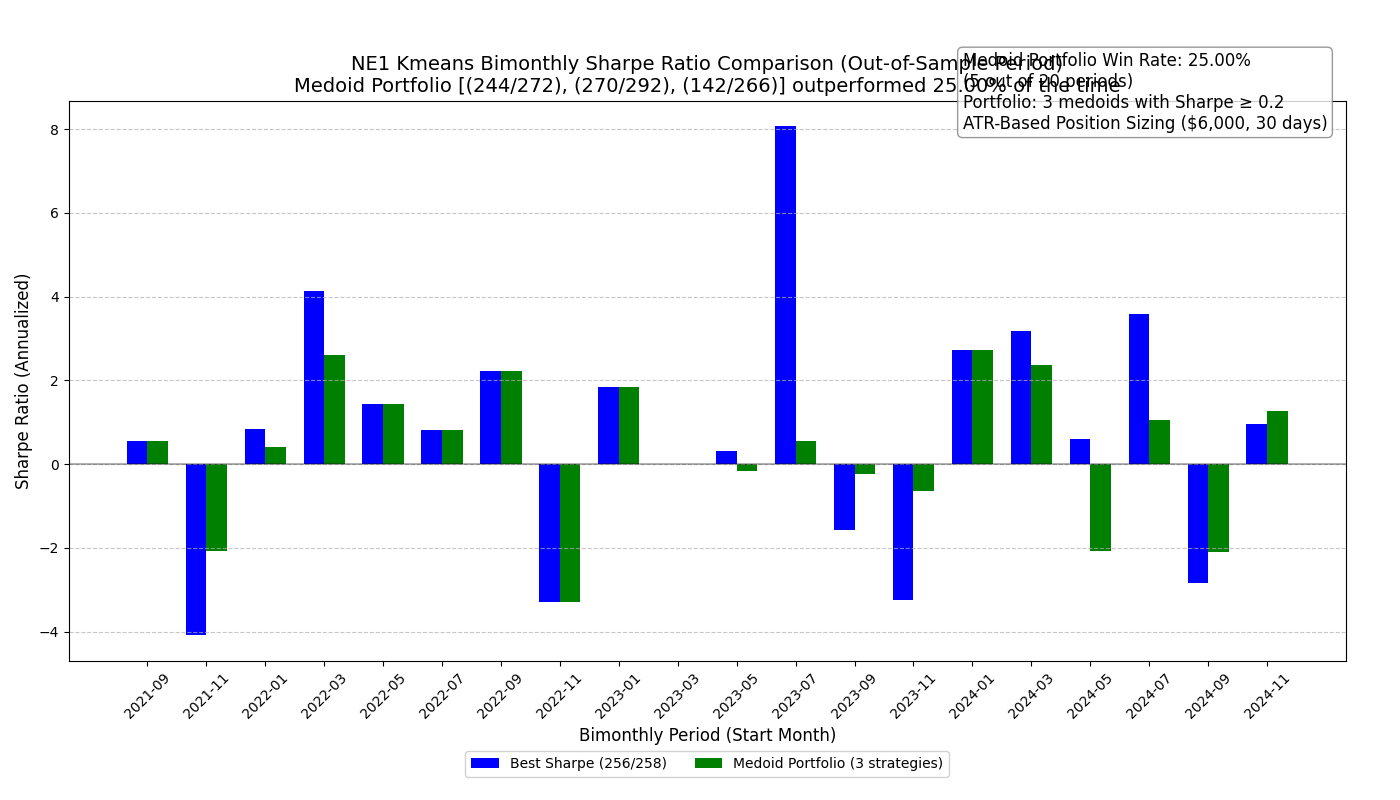 NE1 Kmeans Bimonthly Sharpe Ratio Comparison (Out-of-Sample Period)
Medoid Portfolio [(244/272), (270/292), (142/266)] outperformed 25.00% of the time
Medoid Portfolio Win Rate: 25.00%
(5 out of 20 periods)
Portfolio: 3 medoids with Sharpe ≥ 0.2
ATR-Based Position Sizing ($6,000, 30 days)
Sharpe Ratio (Annualized)
8
6
4
2
0
−2
−4
2021-09
2021-11
2022-01
2022-03
2022-05
2022-07
2022-09
2022-11
2023-01
2023-03
2023-05
2023-07
2023-09
2023-11
2024-01
2024-03
2024-05
2024-07
2024-09
2024-11
Bimonthly Period (Start Month)
Best Sharpe (256/258)
Medoid Portfolio (3 strategies)